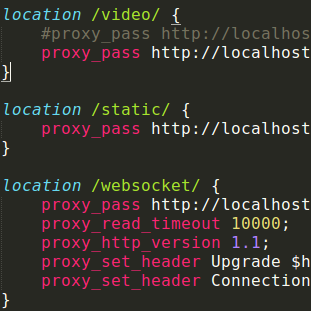 location /video/ {
#proxy_pass http://localhos
proxy_pass http://localhost
}
location /static/ {
proxy_pass http://localhost
}
location /websocket/ {
proxy_pass http://localhost
proxy_read_timeout 10000;
proxy_http_version 1.1;
proxy_set_header Upgrade $h
proxy_set_header Connection
}